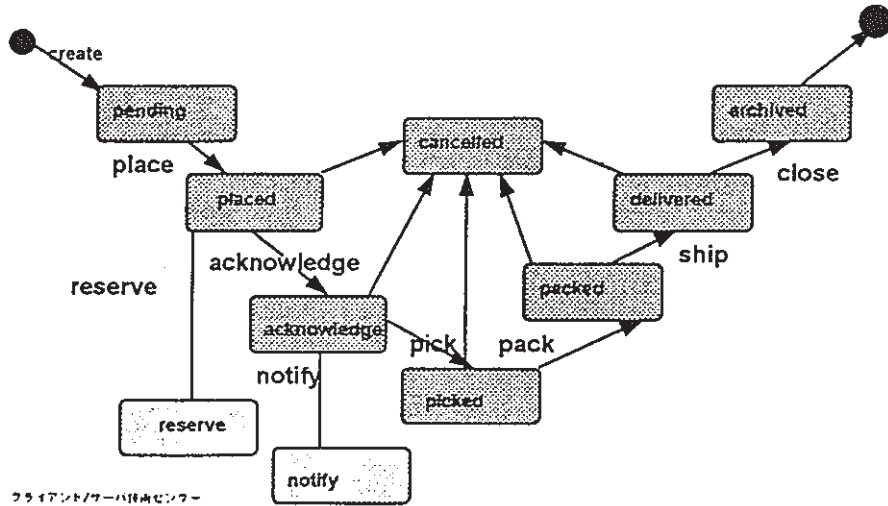 create
pending
archived
cancelled
place
close
placed
delivered
acknowledge
ship
reserve
packed
acknowledge
pick
pack
notify
picked
reserve
notify
クライアント/サーバ技術センター